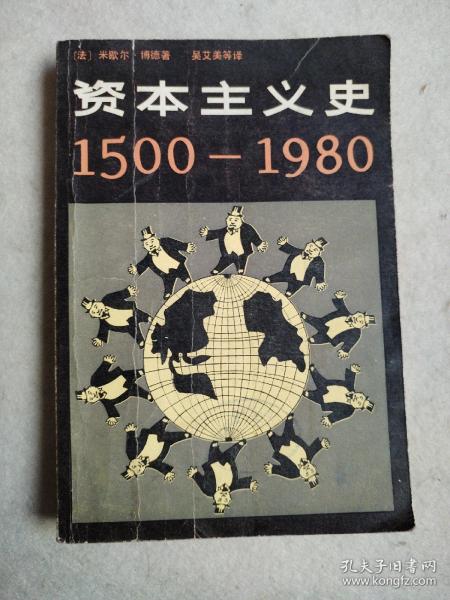 [法] 米歇尔·博德著 吴艾美等译
资本主义史
1500-1980
孔夫子旧书网
www.kongfz.com